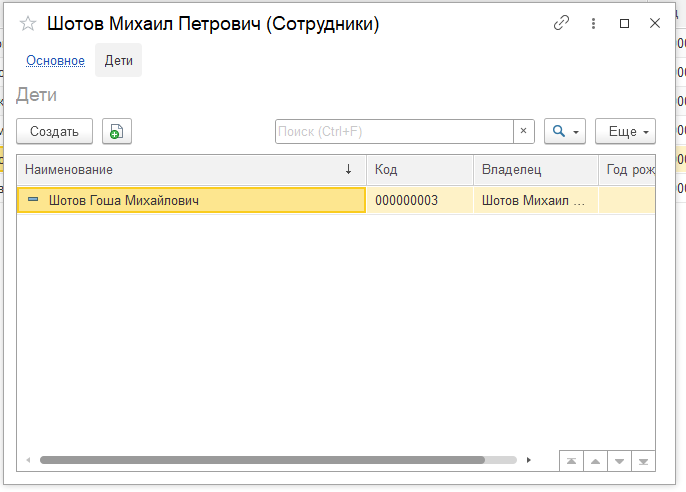 Шотов Михаил Петрович (Сотрудники)
Основное Дети
Дети
Создать Поиск (Ctrl+F) × Еще
Наименование ↓ Код Владелец Год рож
Шотов Гоша Михайлович 000000003 Шотов Михаил ...